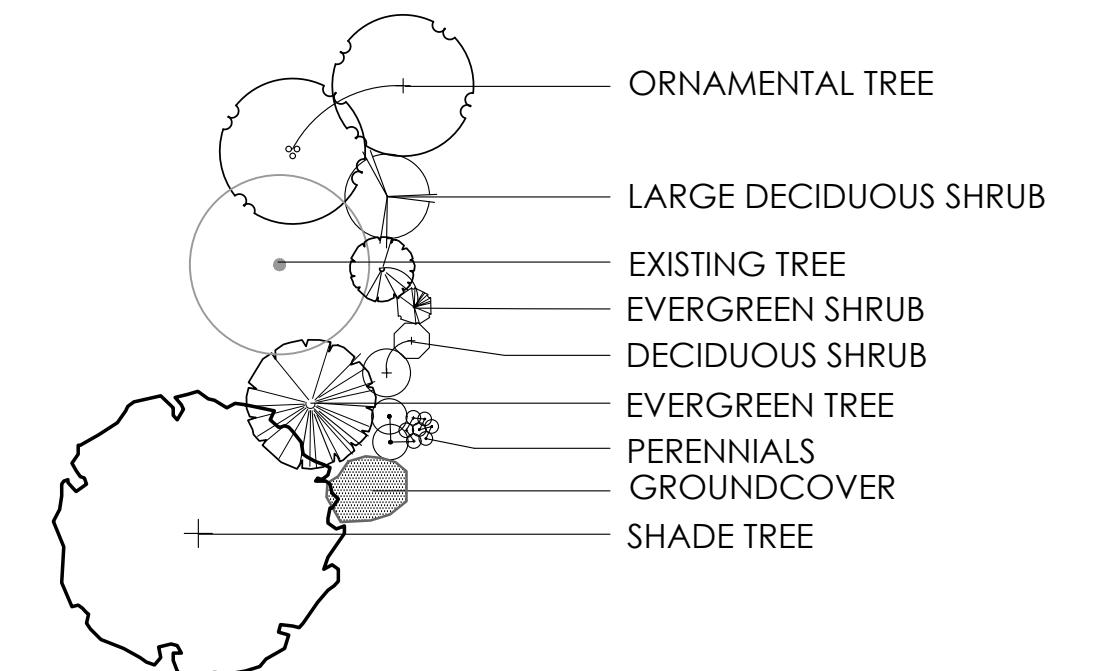 ORNAMENTAL TREE
LARGE DECIDUOUS SHRUB
EXISTING TREE
EVERGREEN SHRUB
DECIDUOUS SHRUB
EVERGREEN TREE
PERENNIALS
GROUNDCOVER
SHADE TREE